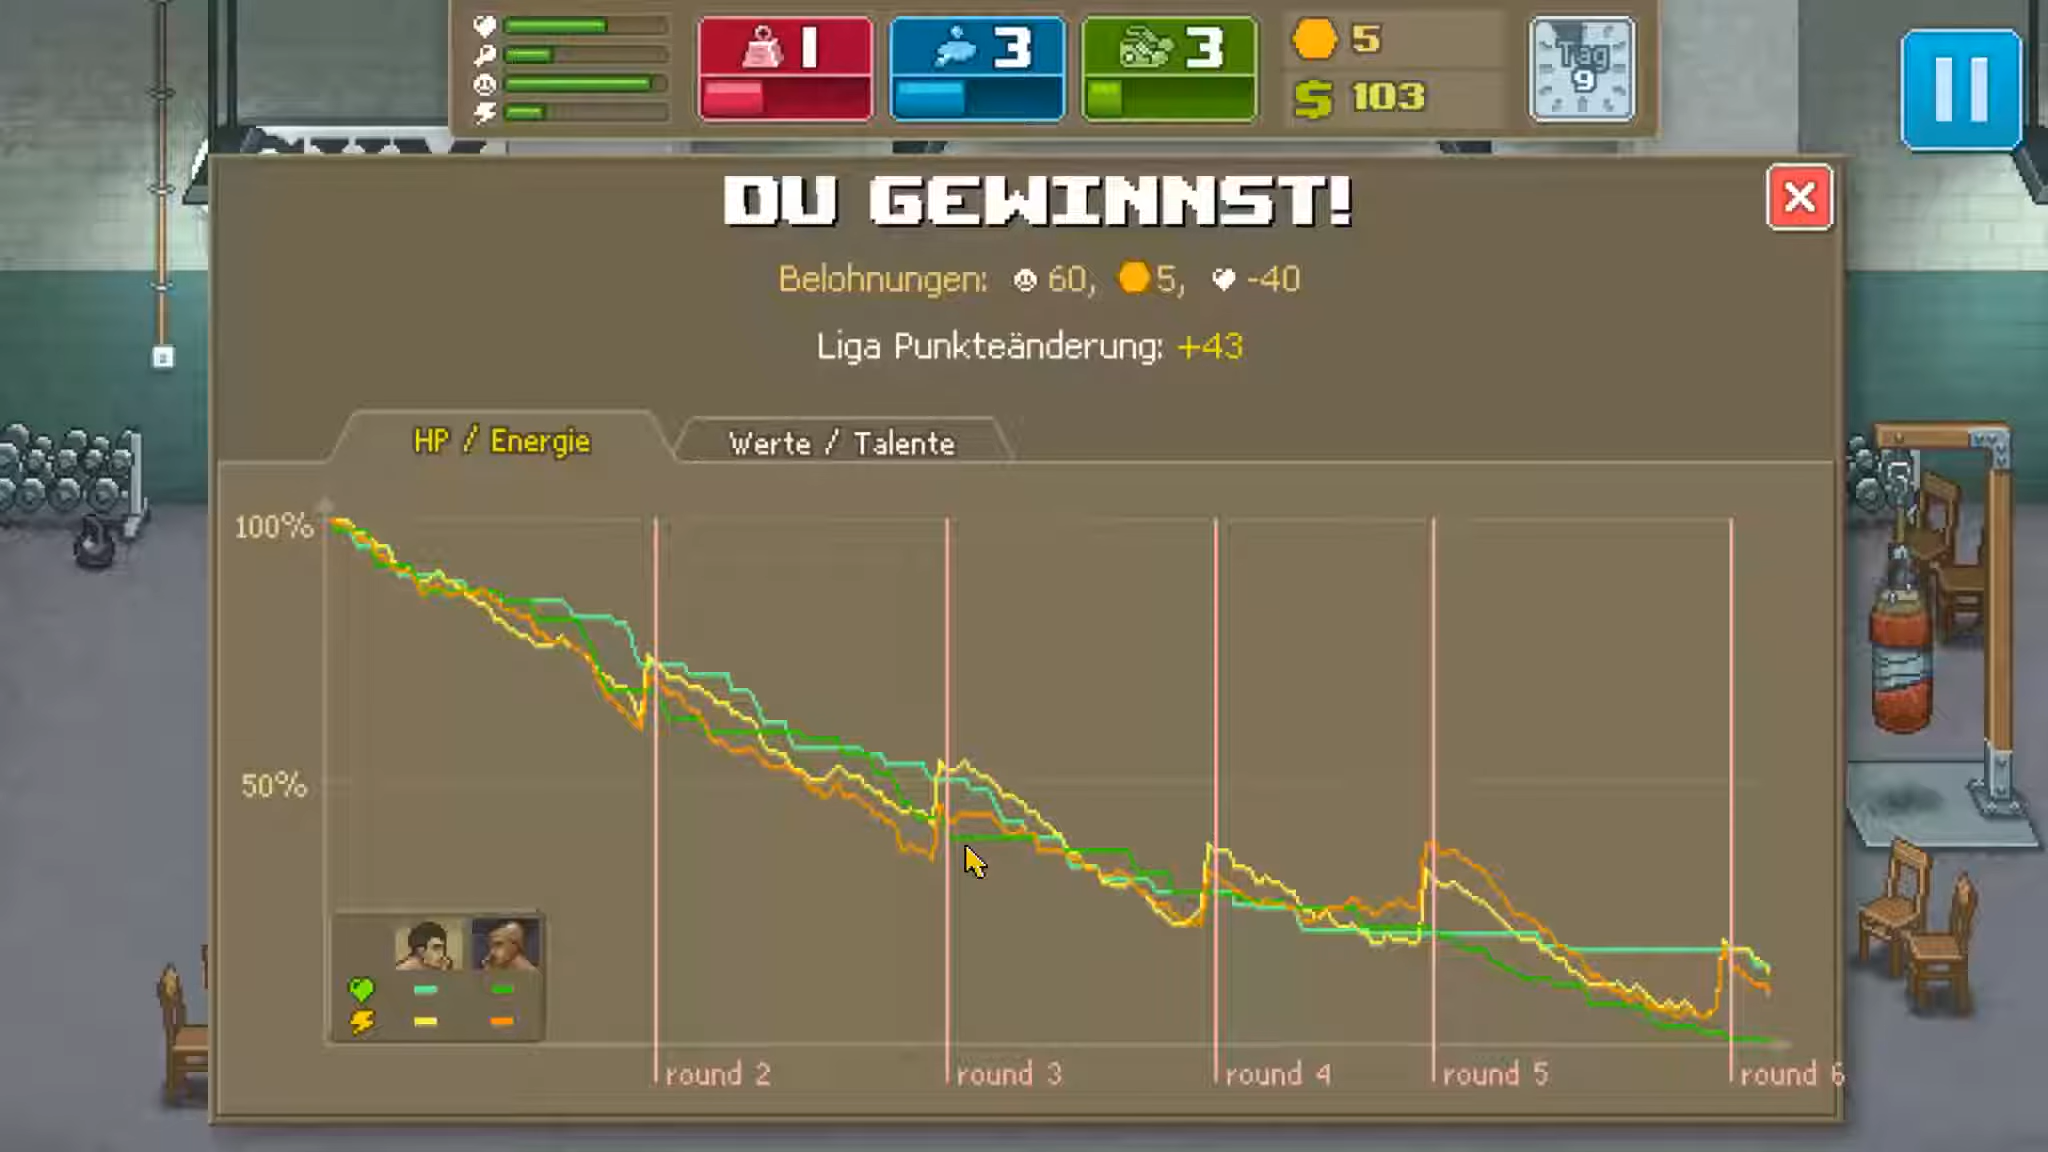 1
3
3
5
$ 103
Tag
9
DU GEWINNST!
Belohnungen: 60, 5, -40
Liga Punkteänderung: +43
HP / Energie
Werte / Talente
100%
50%
round 2
round 3
round 4
round 5
round 6